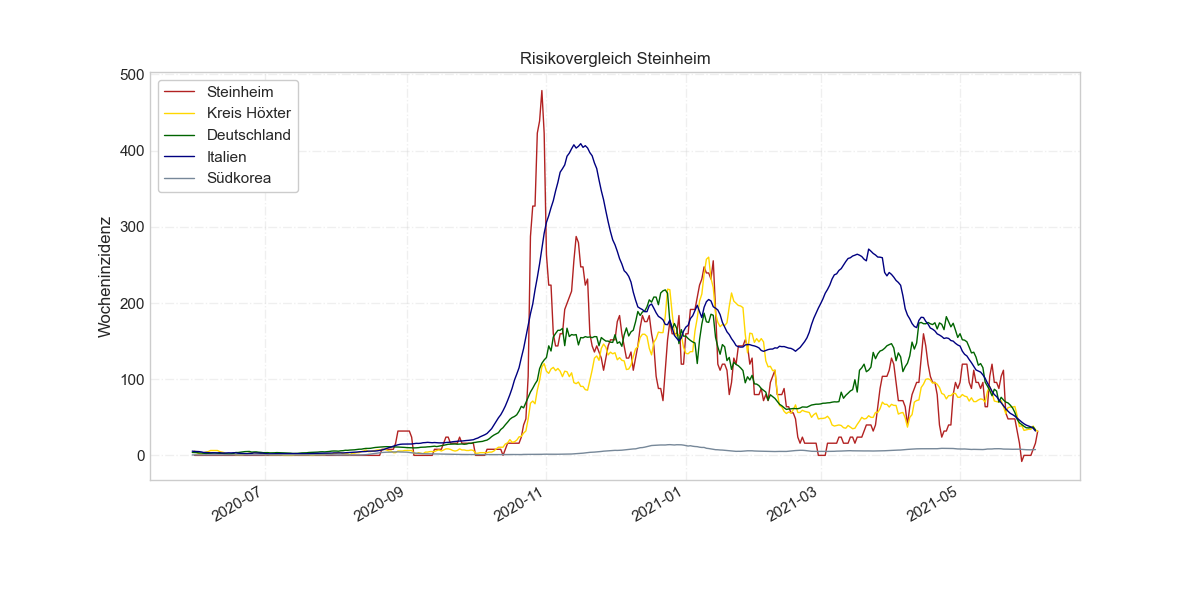 Risikovergleich Steinheim
Wocheninzidenz
500
400
300
200
100
0
Steinheim
Kreis Höxter
Deutschland
Italien
Südkorea
2020-07
2020-09
2020-11
2021-01
2021-03
2021-05